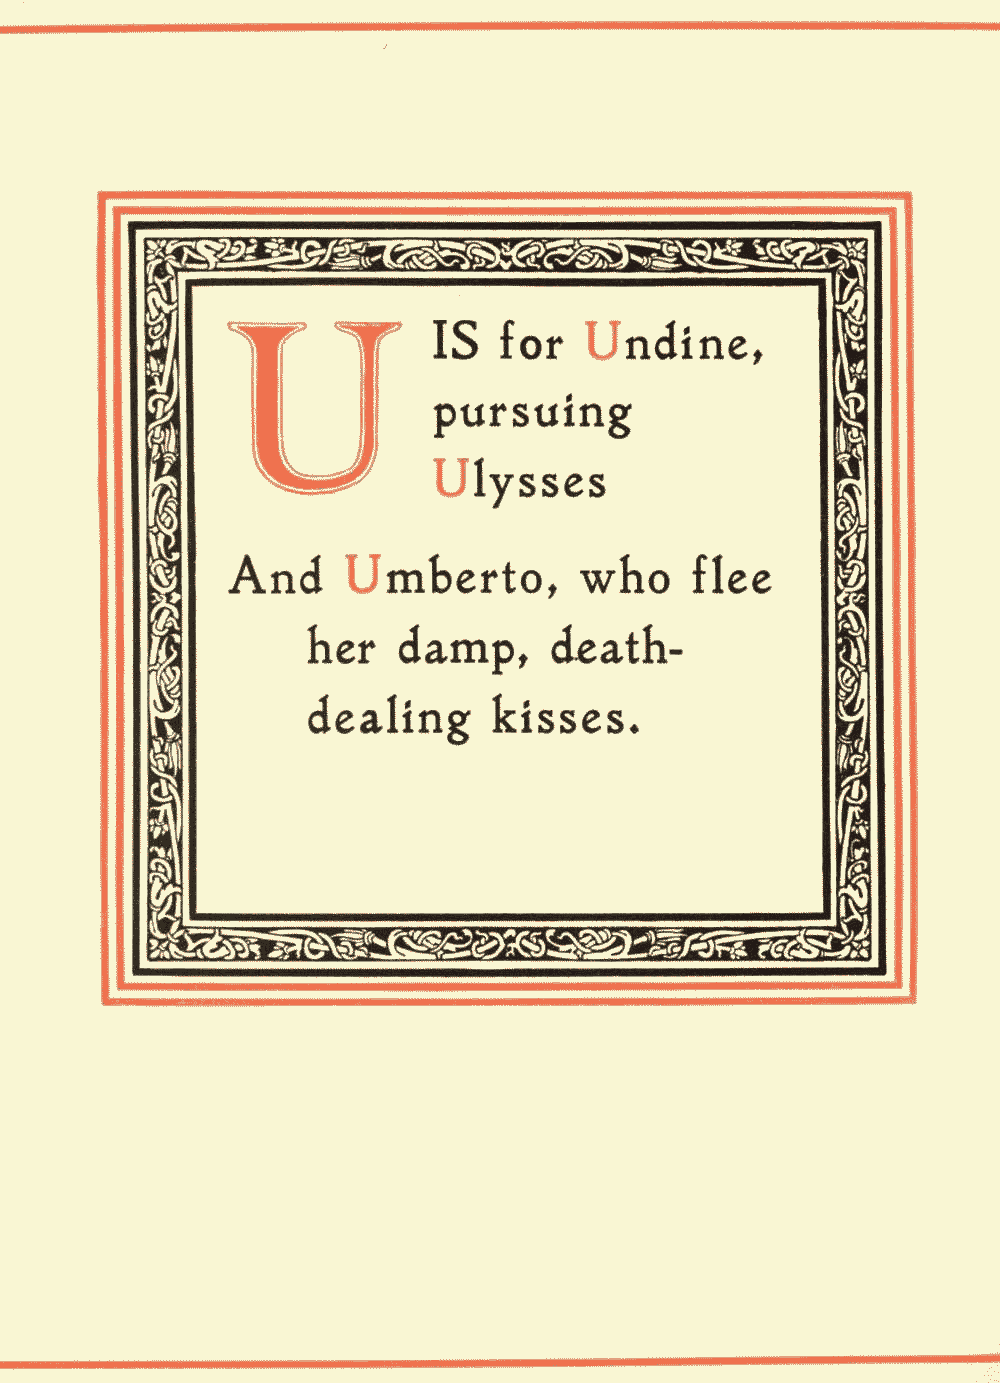 U IS for Undine,
pursuing
Ulysses
And Umberto, who flee
her damp, death-
dealing kisses.